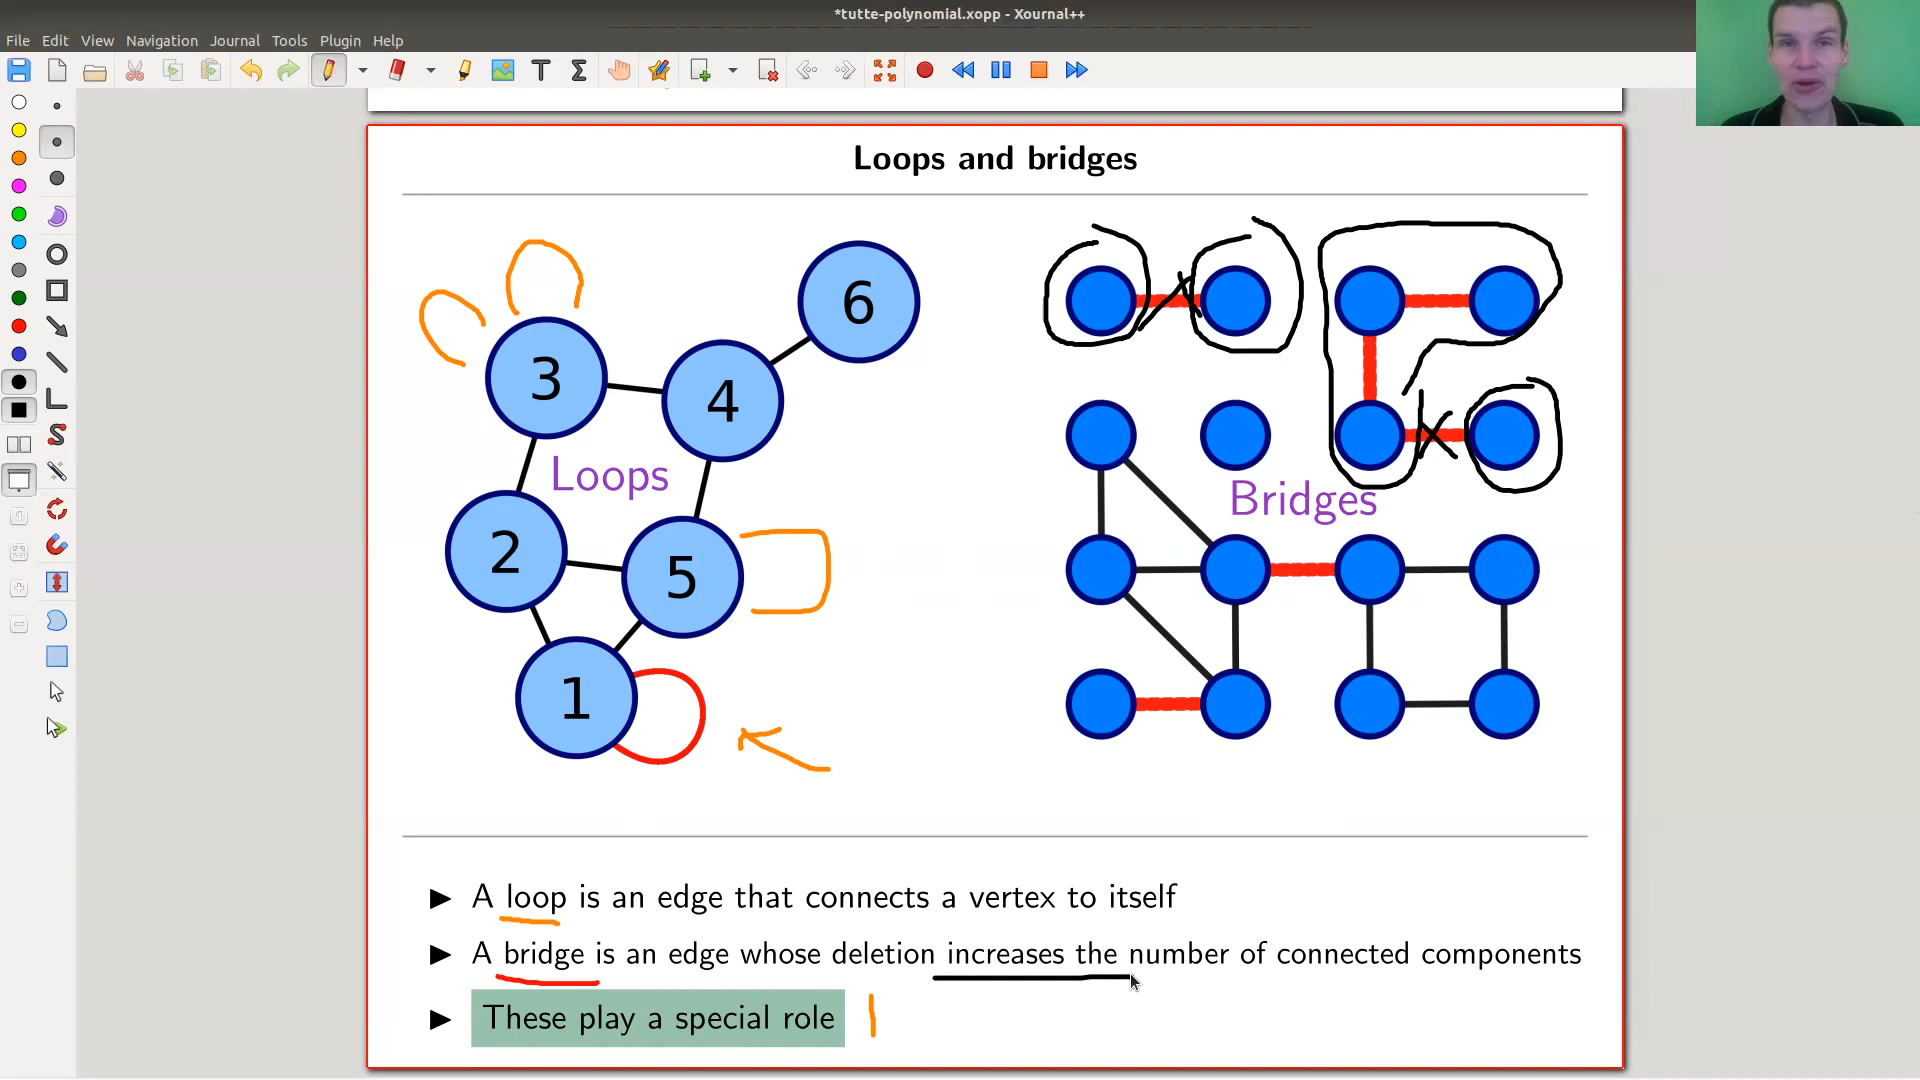 *tutte-polynomial.xopp - Xournal++
File Edit View Navigation Journal Tools Plugin Help
Loops and bridges
6
3
4
Loops
2
5
1
Bridges
A loop is an edge that connects a vertex to itself
A bridge is an edge whose deletion increases the number of connected components
These play a special role